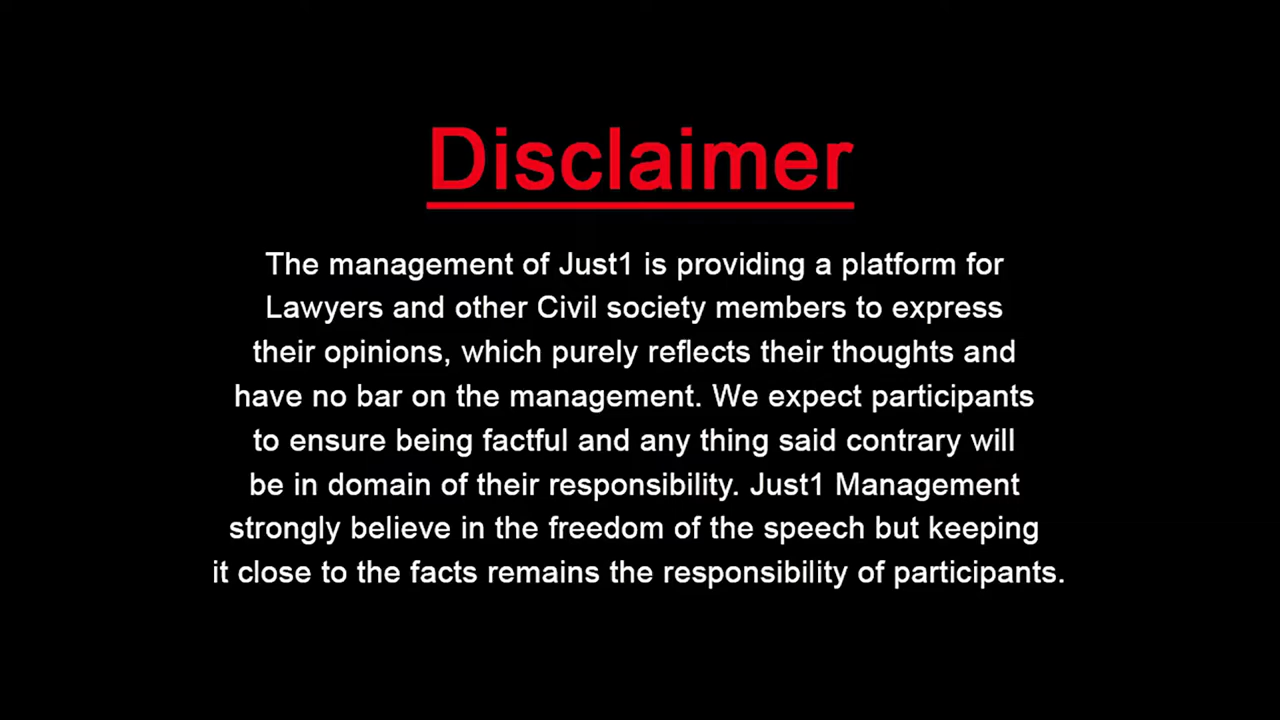 Disclaimer
The management of Just1 is providing a platform for
Lawyers and other Civil society members to express
their opinions, which purely reflects their thoughts and
have no bar on the management. We expect participants
to ensure being factful and any thing said contrary will
be in domain of their responsibility. Just1 Management
strongly believe in the freedom of the speech but keeping
it close to the facts remains the responsibility of participants.